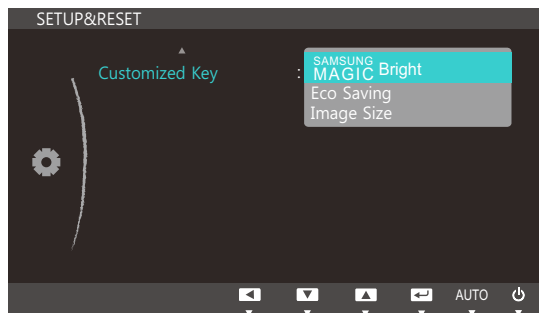 SETUP&RESET
Customized Key : SAMSUNG MAGIC Bright
Eco Saving
Image Size
AUTO